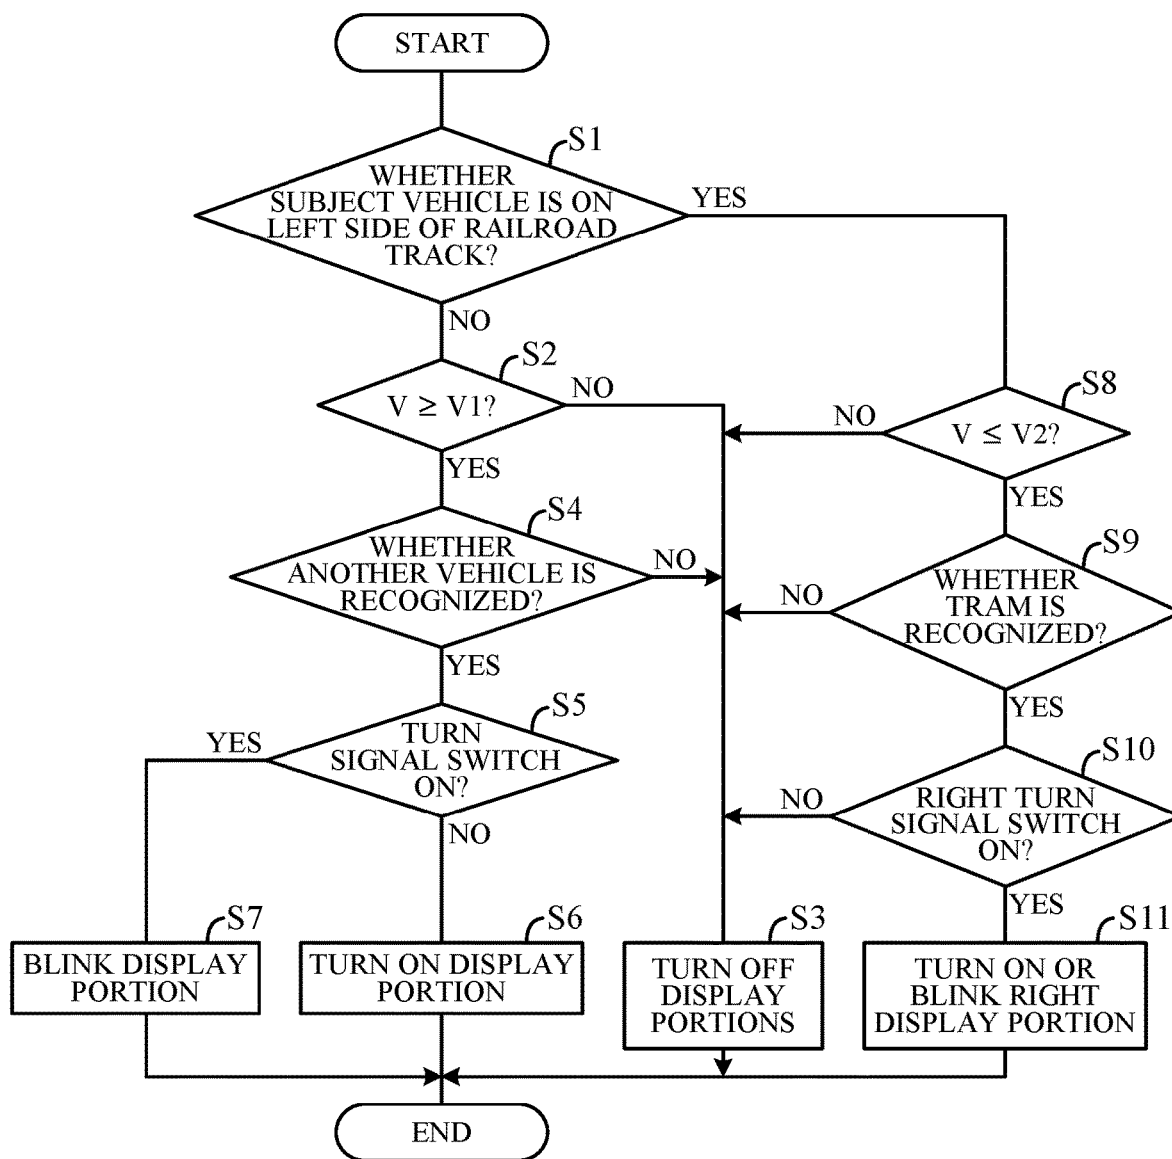 START
S1
WHETHER
SUBJECT VEHICLE IS ON
LEFT SIDE OF RAILROAD
TRACK?
YES
NO
S2
V ≥ V1?
NO
YES
S8
V ≤ V2?
NO
YES
S4
WHETHER
ANOTHER VEHICLE IS
RECOGNIZED?
NO
YES
S9
WHETHER
TRAM IS
RECOGNIZED?
NO
YES
S5
TURN
SIGNAL SWITCH
ON?
YES
NO
S10
RIGHT TURN
SIGNAL SWITCH
ON?
NO
YES
S7
BLINK DISPLAY
PORTION
S6
TURN ON DISPLAY
PORTION
S3
TURN OFF
DISPLAY
PORTIONS
S11
TURN ON OR
BLINK RIGHT
DISPLAY PORTION
END